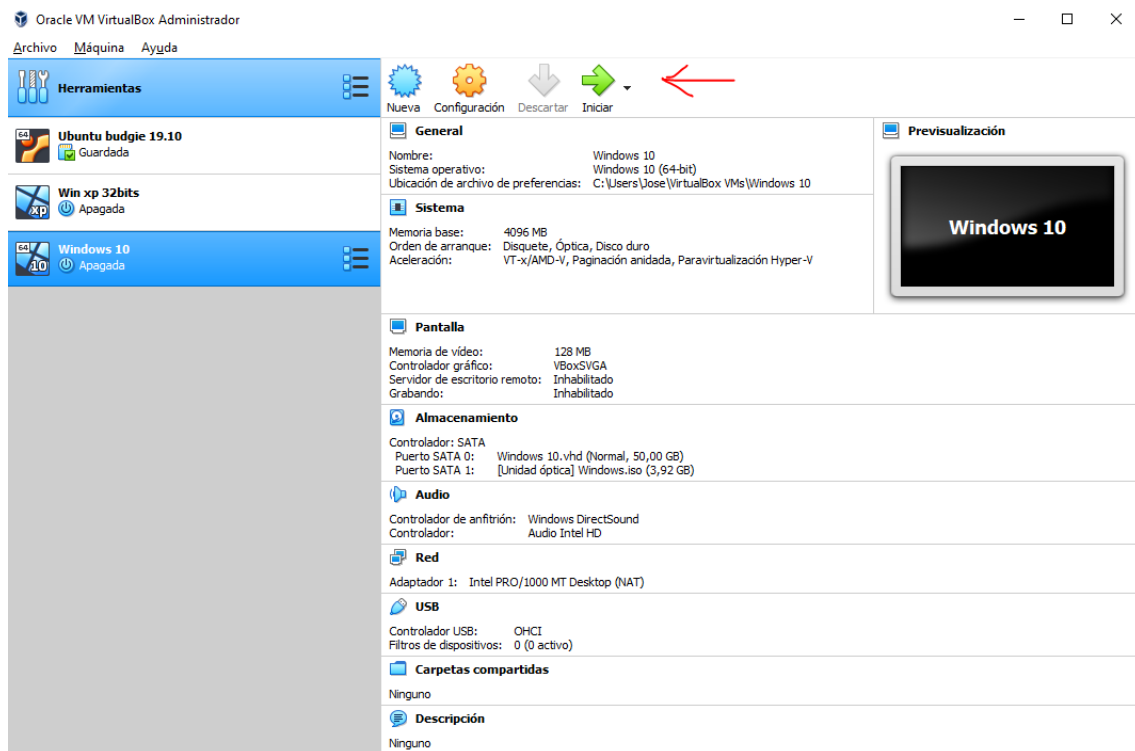 Oracle VM VirtualBox Administrador
Archivo Máquina Ayuda
Herramientas
64
Ubuntu budgie 19.10
Guardada
XP
Win xp 32bits
Apagada
64
10
Windows 10
Apagada
Nueva Configuración Descartar Iniciar
General
Nombre: Windows 10
Sistema operativo: Windows 10 (64-bit)
Ubicación de archivo de preferencias: C:\Users\Jose\VirtualBox VMs\Windows 10
Previsualización
Windows 10
Sistema
Memoria base: 4096 MB
Orden de arranque: Disquete, Óptica, Disco duro
Aceleración: VT-x/AMD-V, Paginación anidada, Paravirtualización Hyper-V
Pantalla
Memoria de vídeo: 128 MB
Controlador gráfico: VBoxSVGA
Servidor de escritorio remoto: Inhabilitado
Grabando: Inhabilitado
Almacenamiento
Controlador: SATA
Puerto SATA 0: Windows 10.vhd (Normal, 50,00 GB)
Puerto SATA 1: [Unidad óptica] Windows.iso (3,92 GB)
Audio
Controlador de anfitrión: Windows DirectSound
Controlador: Audio Intel HD
Red
Adaptador 1: Intel PRO/1000 MT Desktop (NAT)
USB
Controlador USB: OHCI
Filtros de dispositivos: 0 (0 activo)
Carpetas compartidas
Ninguno
Descripción
Ninguno